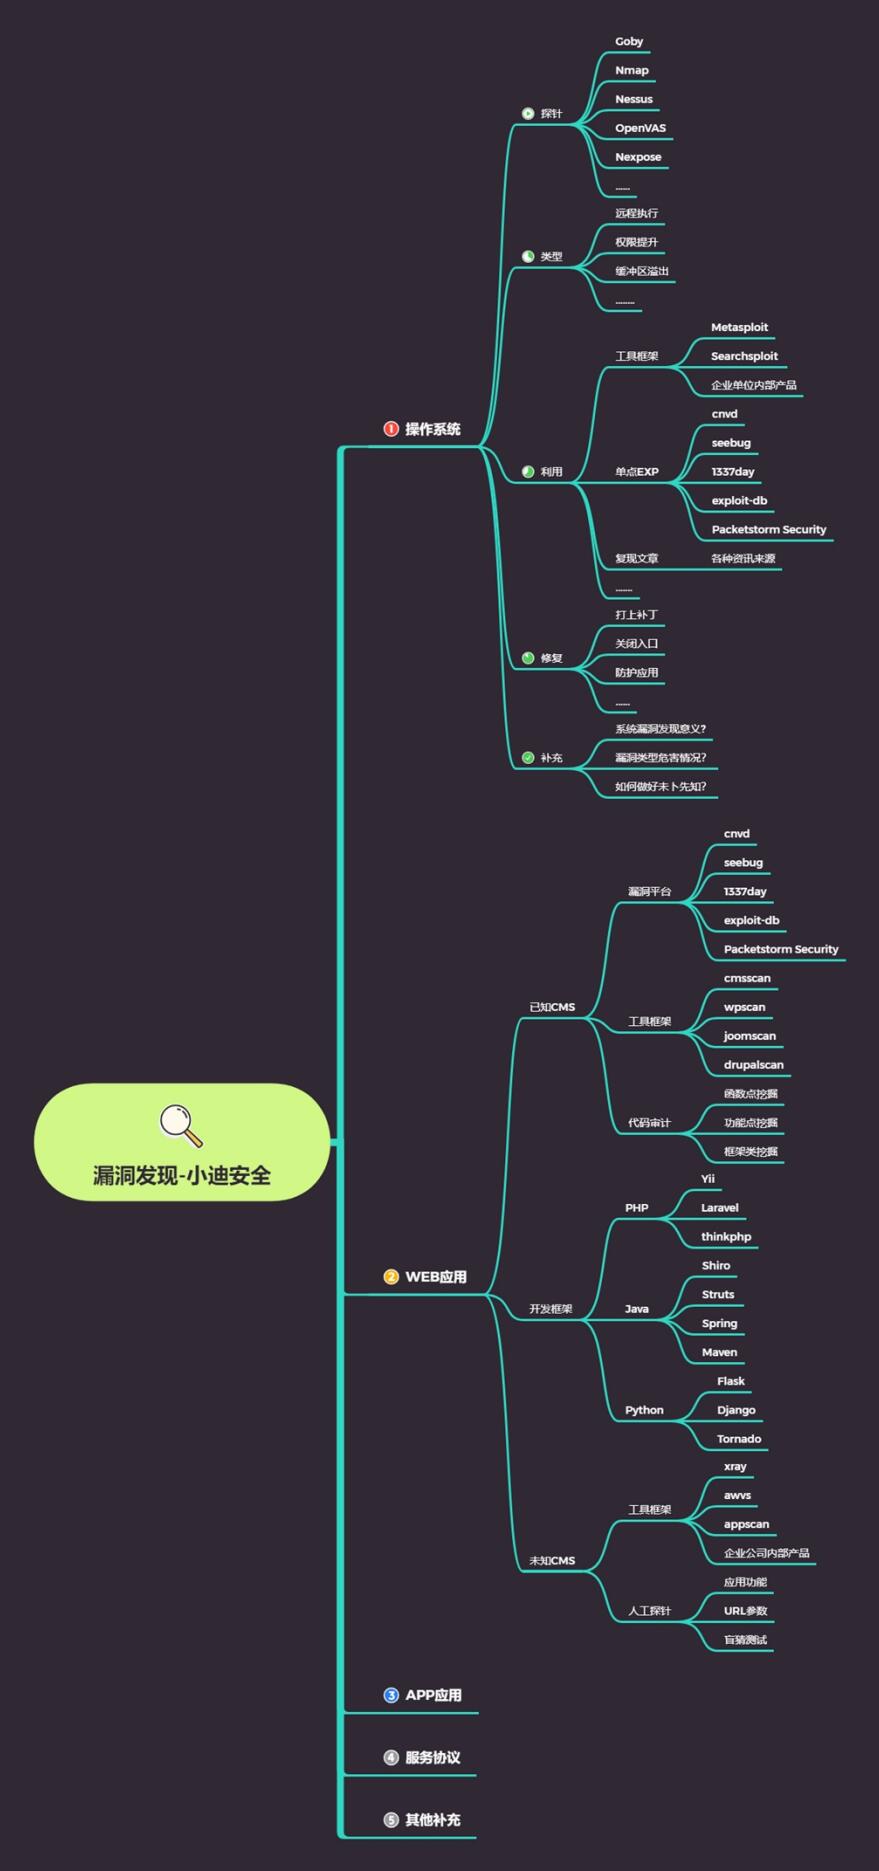 漏洞发现-小迪安全
1 操作系统
探针
Goby
Nmap
Nessus
OpenVAS
Nexpose
......
类型
远程执行
权限提升
缓冲区溢出
........
利用
工具框架
Metasploit
Searchsploit
企业单位内部产品
单点EXP
cnvd
seebug
1337day
exploit-db
Packetstorm Security
复现文章
各种资讯来源
.......
修复
打上补丁
关闭入口
防护应用
......
补充
系统漏洞发现意义?
漏洞类型危害情况?
如何做好未卜先知?
2 WEB应用
已知CMS
漏洞平台
cnvd
seebug
1337day
exploit-db
Packetstorm Security
工具框架
cmsscan
wpscan
joomscan
drupalscan
代码审计
函数点挖掘
功能点挖掘
框架类挖掘
开发框架
PHP
Yii
Laravel
thinkphp
Java
Shiro
Struts
Spring
Maven
Python
Flask
Django
Tornado
未知CMS
工具框架
xray
awvs
appscan
企业公司内部产品
人工探针
应用功能
URL参数
盲猜测试
3 APP应用
4 服务协议
5 其他补充